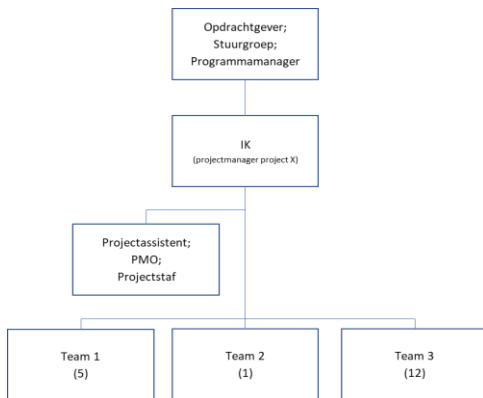 Opdrachtgever;
Stuurgroep;
Programmamanager
IK
(projectmanager project X)
Projectassistent;
PMO;
Projectstaf
Team 1
(5)
Team 2
(1)
Team 3
(12)